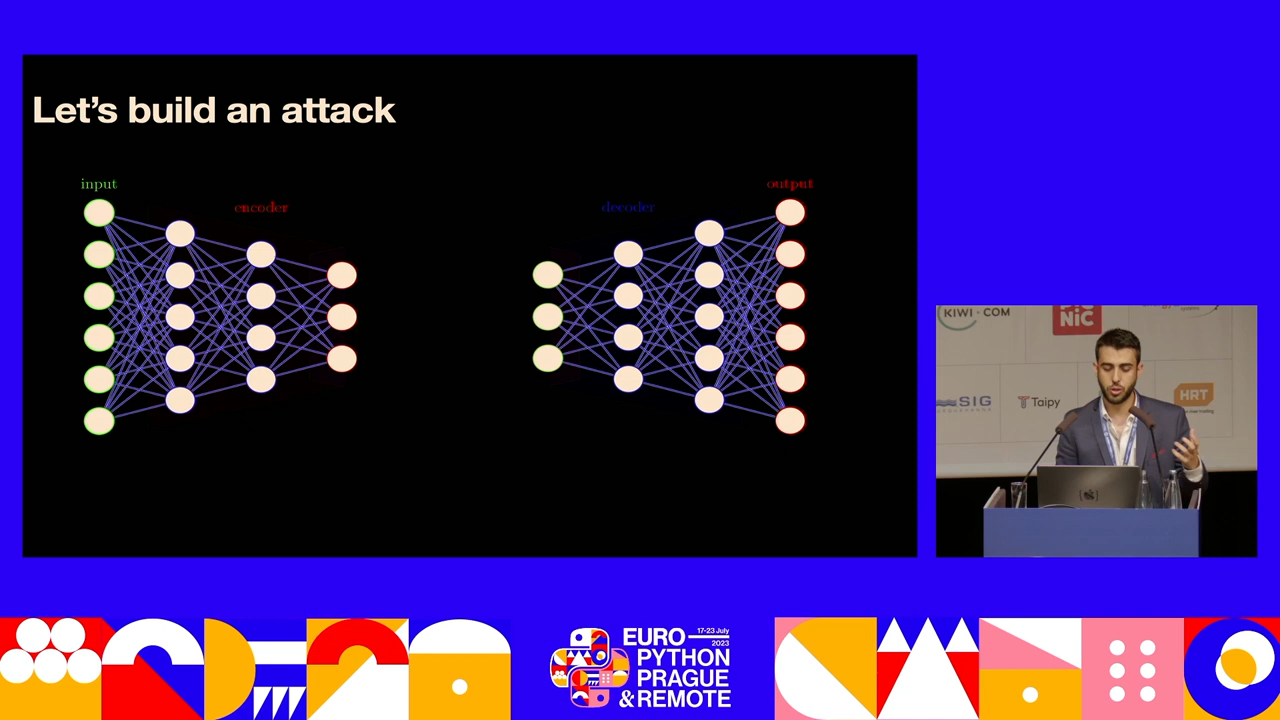 Let's build an attack
input
encoder
decoder
output
KIWI-COM
NiC
SIG
Taipy
HRT
17-23 July
2023
EURO
PYTHON
PRAGUE
& REMOTE